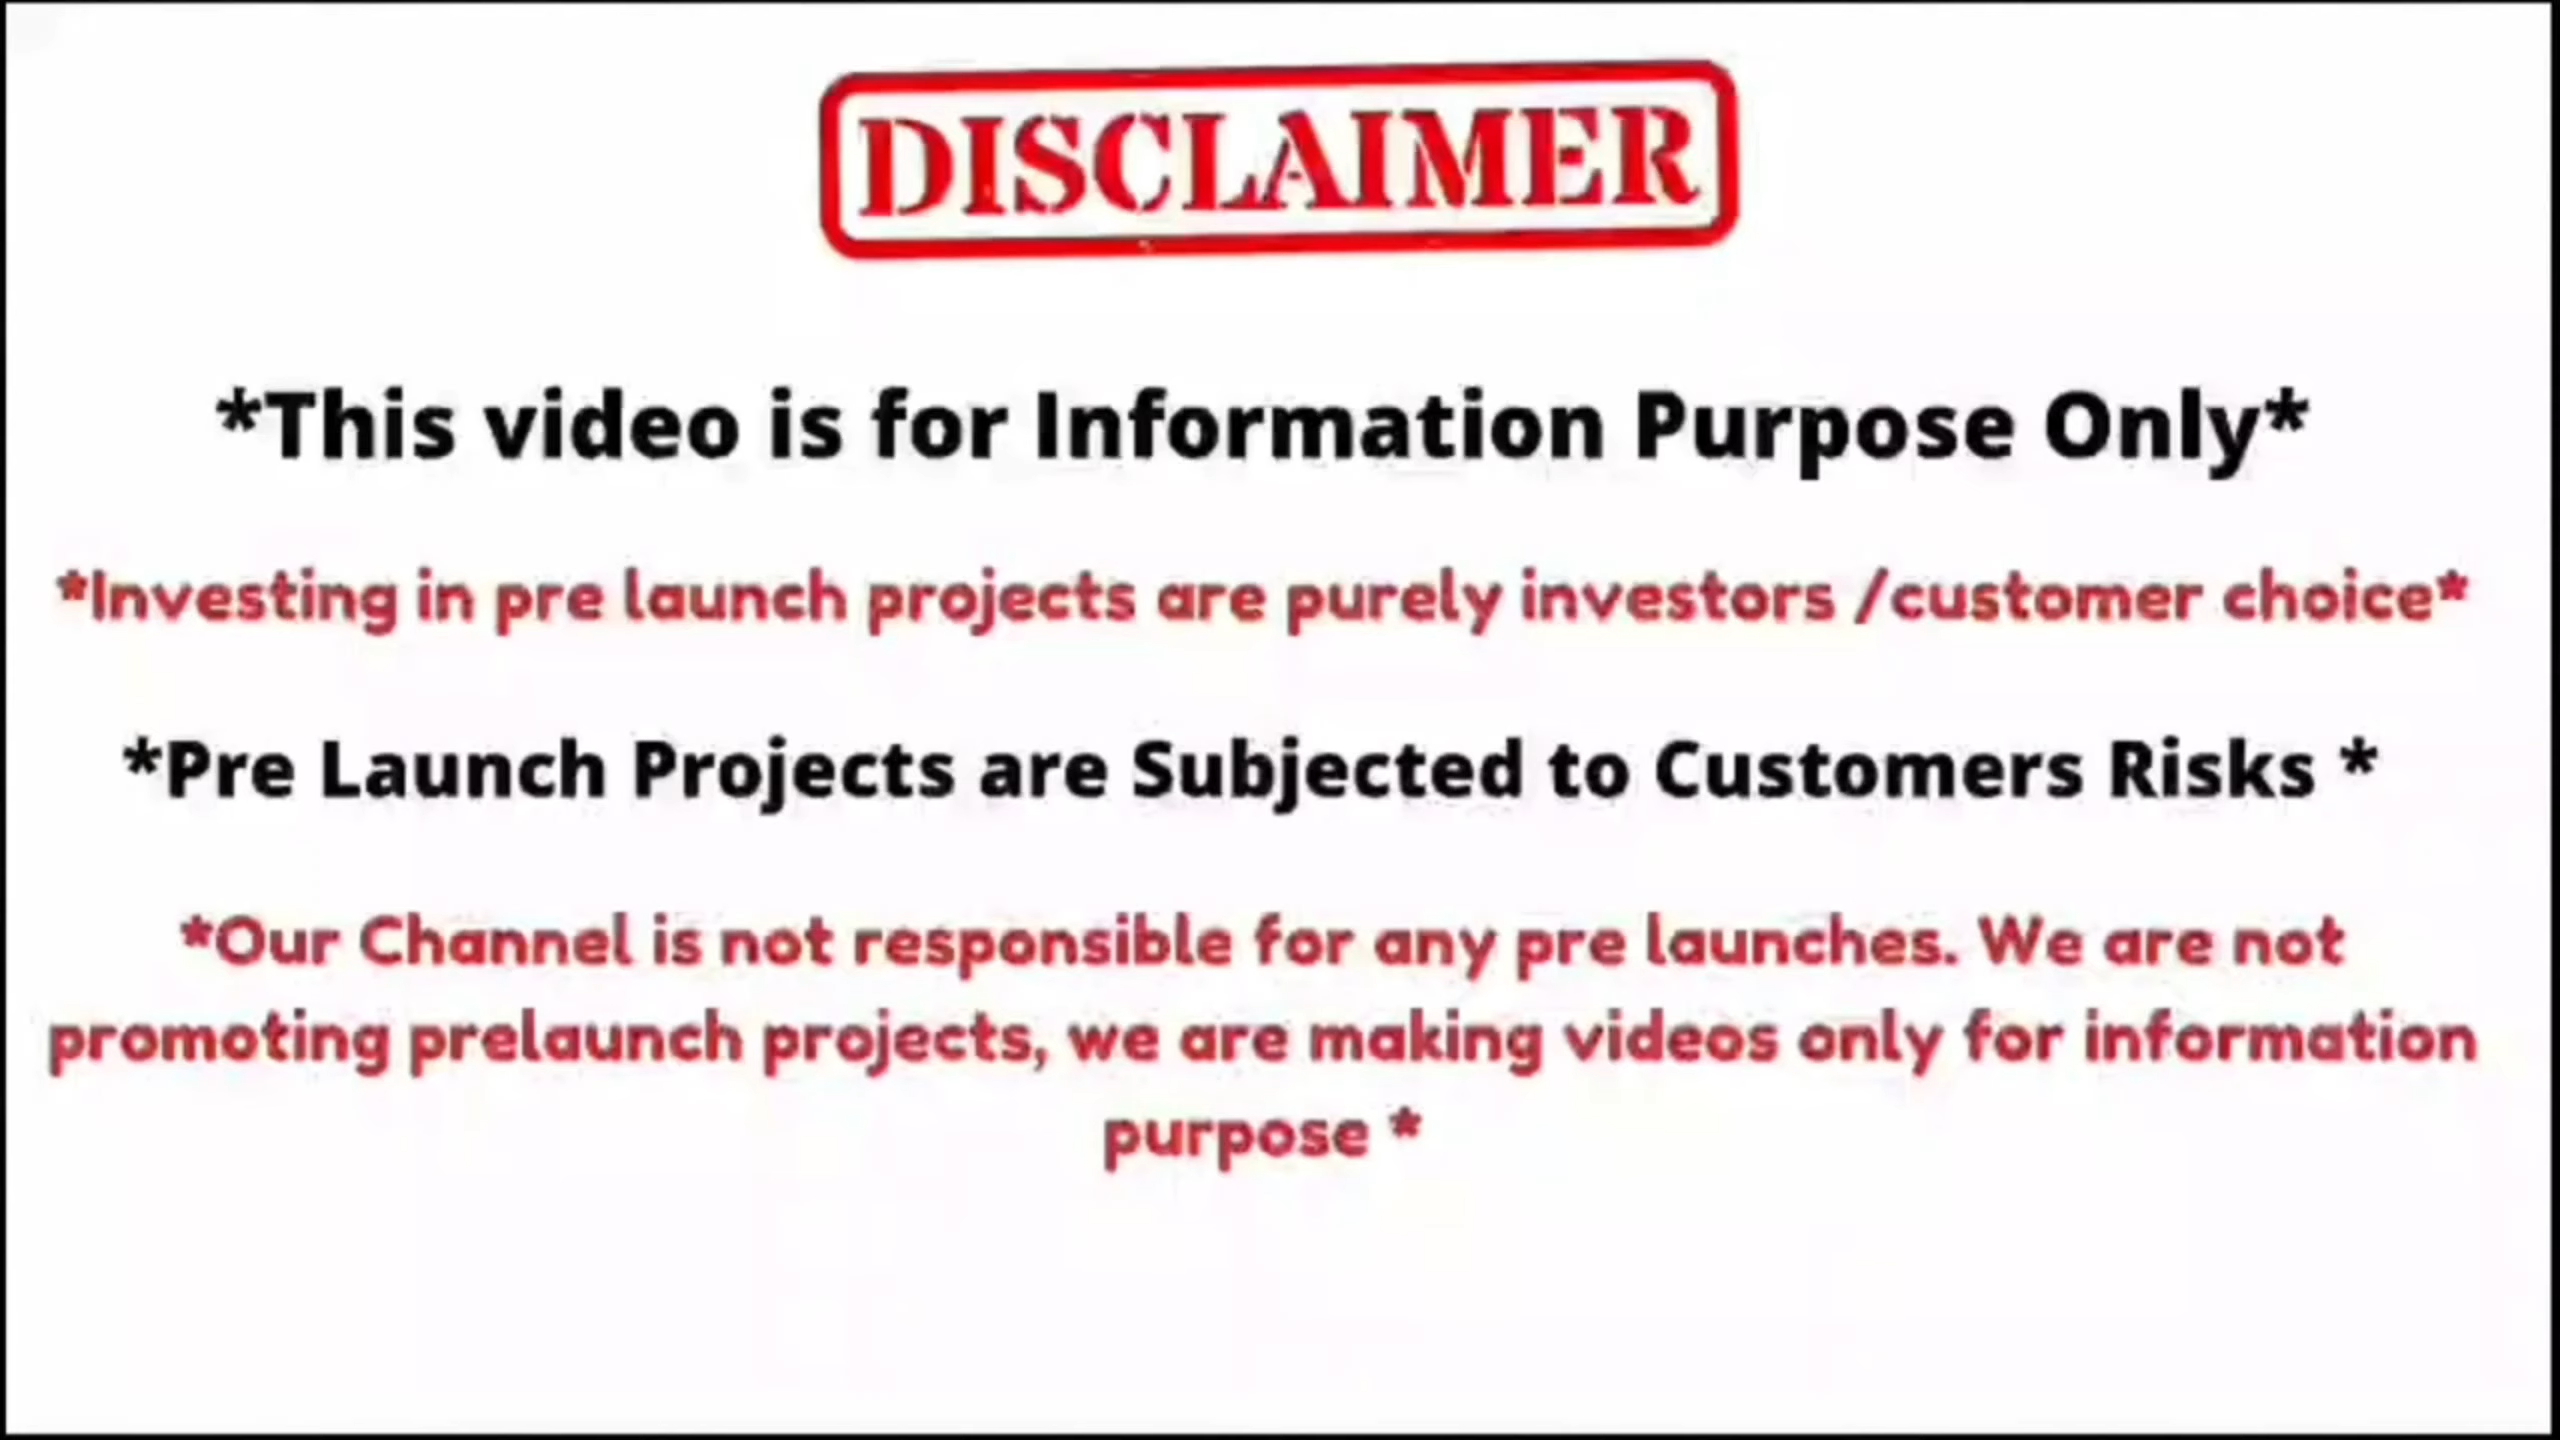 DISCLAIMER
*This video is for Information Purpose Only*
*Investing in pre launch projects are purely investors /customer choice*
*Pre Launch Projects are Subjected to Customers Risks *
*Our Channel is not responsible for any pre launches. We are not
promoting prelaunch projects, we are making videos only for information
purpose *